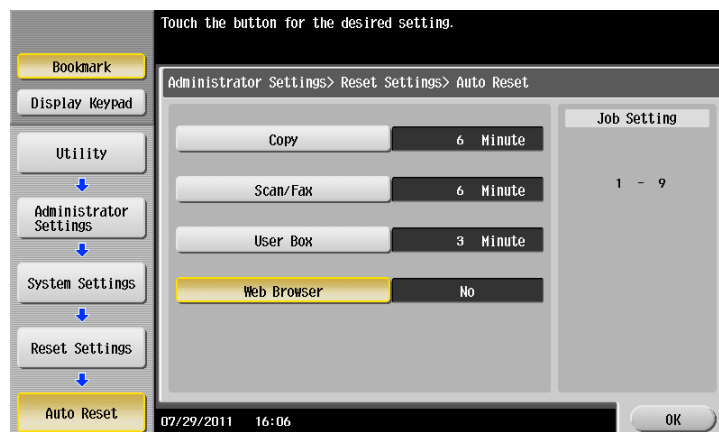 Touch the button for the desired setting.
Bookmark
Display Keypad
Utility
Administrator
Settings
System Settings
Reset Settings
Auto Reset
Administrator Settings> Reset Settings> Auto Reset
Copy 6 Minute
Scan/Fax 6 Minute
User Box 3 Minute
Web Browser No
Job Setting
1 - 9
07/29/2011 16:06
OK